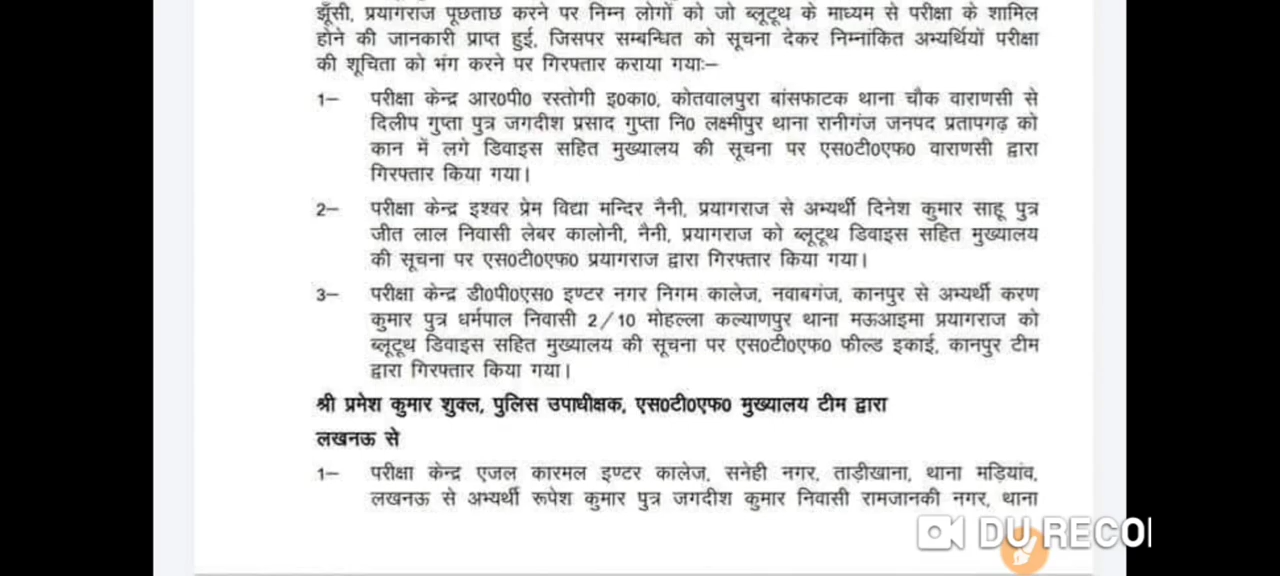 झूँसी, प्रयागराज पूछताछ करने पर निम्न लोगों को जो ब्लूटूथ के माध्यम से परीक्षा के शामिल
होने की जानकारी प्राप्त हुई, जिसपर सम्बन्धित को सूचना देकर निम्नांकित अभ्यर्थियों परीक्षा
की शूचिता को भंग करने पर गिरफ्तार कराया गयाः–
1– परीक्षा केन्द्र आर0पी0 रस्तोगी इ0का0, कोतवालपुरा बांसफाटक थाना चौक वाराणसी से
दिलीप गुप्ता पुत्र जगदीश प्रसाद गुप्ता नि0 लक्ष्मीपुर थाना रानीगंज जनपद प्रतापगढ़ को
कान में लगे डिवाइस सहित मुख्यालय की सूचना पर एस0टी0एफ0 वाराणसी द्वारा
गिरफ्तार किया गया।
2– परीक्षा केन्द्र इश्वर प्रेम विद्या मन्दिर नैनी, प्रयागराज से अभ्यर्थी दिनेश कुमार साहू पुत्र
जीत लाल निवासी लेबर कालोनी, नैनी, प्रयागराज को ब्लूटूथ डिवाइस सहित मुख्यालय
की सूचना पर एस0टी0एफ0 प्रयागराज द्वारा गिरफ्तार किया गया।
3– परीक्षा केन्द्र डी0पी0एस0 इण्टर नगर निगम कालेज, नवाबगंज, कानपुर से अभ्यर्थी करण
कुमार पुत्र धर्मपाल निवासी 2/10 मोहल्ला कल्याणपुर थाना मऊआइमा प्रयागराज को
ब्लूटूथ डिवाइस सहित मुख्यालय की सूचना पर एस0टी0एफ0 फील्ड इकाई, कानपुर टीम
द्वारा गिरफ्तार किया गया।
श्री प्रमेश कुमार शुक्ल, पुलिस उपाधीक्षक, एस0टी0एफ0 मुख्यालय टीम द्वारा
लखनऊ से
1– परीक्षा केन्द्र एजल कारमल इण्टर कालेज, सनेही नगर, ताड़ीखाना, थाना मड़ियांव,
लखनऊ से अभ्यर्थी रूपेश कुमार पुत्र जगदीश कुमार निवासी रामजानकी नगर, थाना
DU RECO